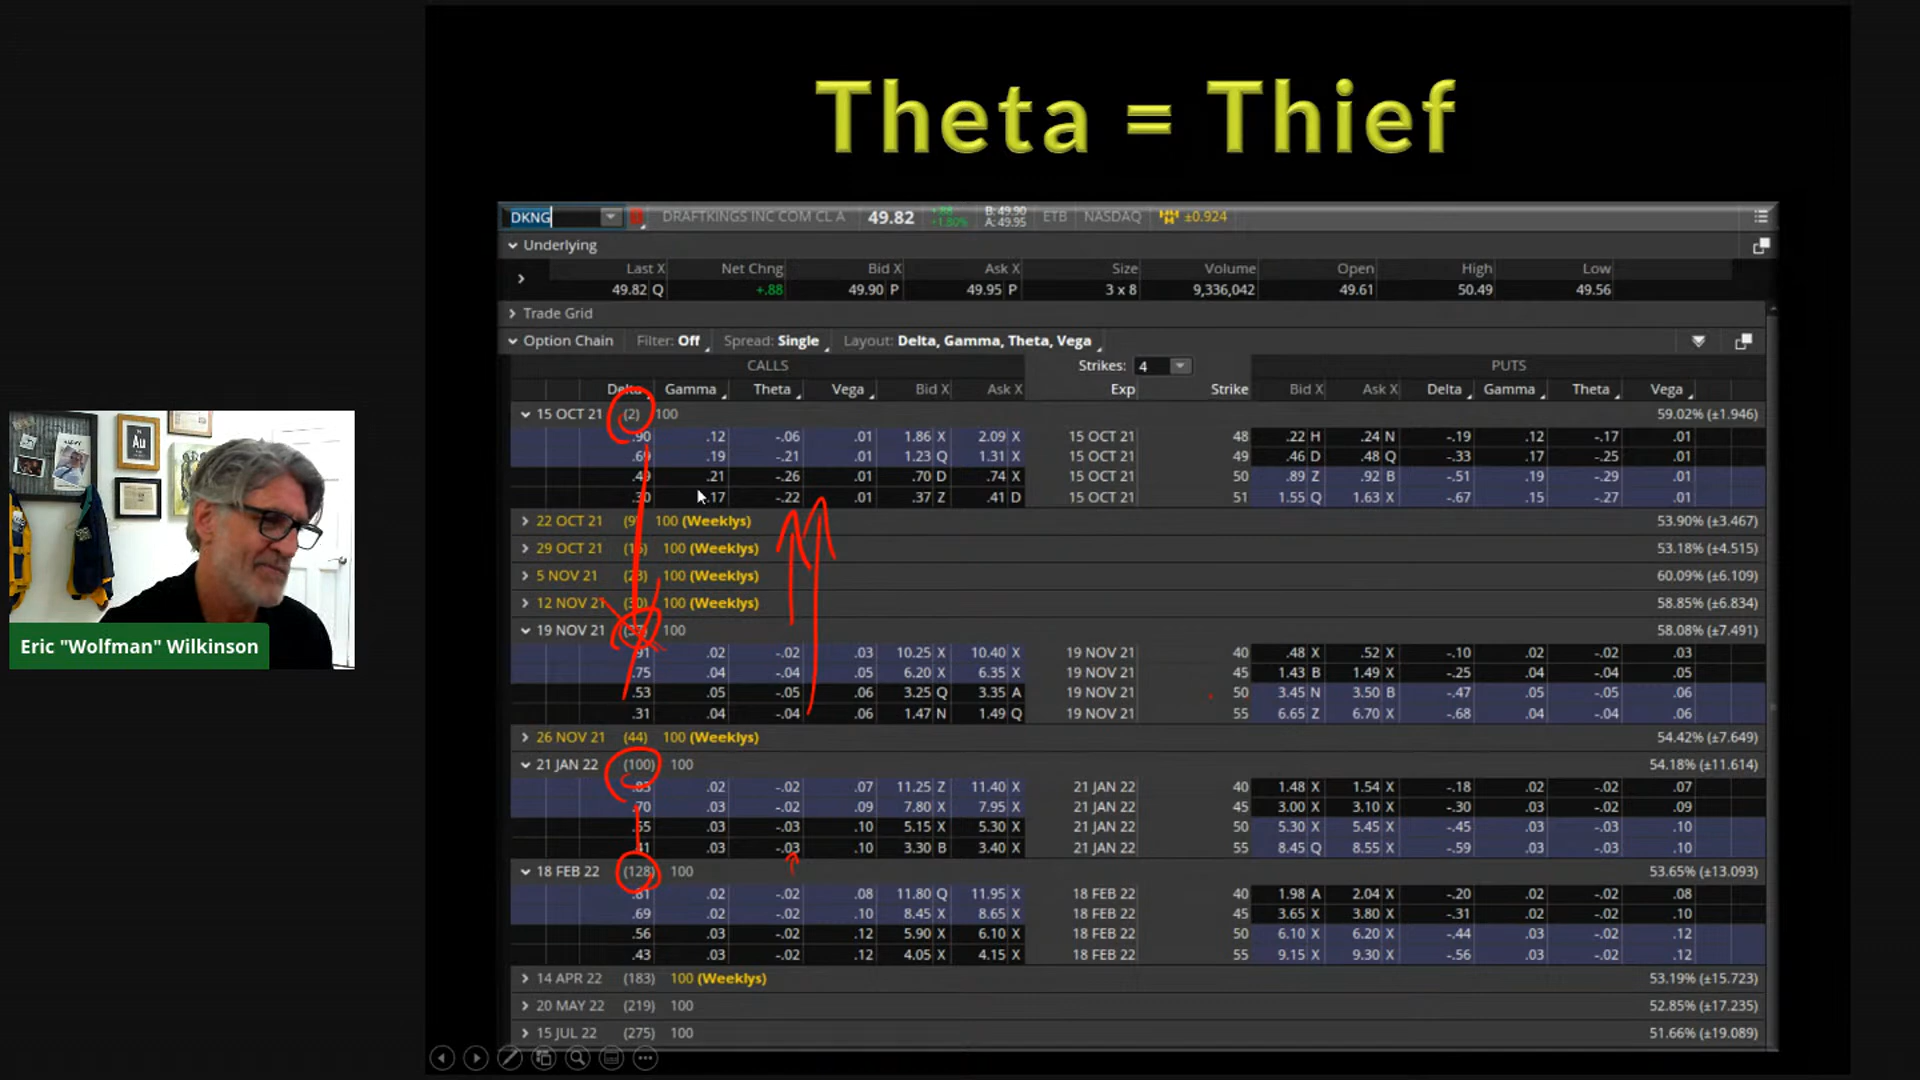 Theta = Thief
DKNG DRAFTKINGS INC COM CL A 49.82 +.88 +1.80% B: 49.90 A: 49.95 ETB NASDAQ ±0.924
Underlying
Last X Net Chng Bid X Ask X Size Volume Open High Low
49.82 Q +.88 49.90 P 49.95 P 3 x 8 9,336,042 49.61 50.49 49.56
Trade Grid
Option Chain Filter: Off Spread: Single Layout: Delta, Gamma, Theta, Vega
CALLS Strikes: 4 PUTS
Delta Gamma Theta Vega Bid X Ask X Exp Strike Bid X Ask X Delta Gamma Theta Vega
15 OCT 21 (2) 100 59.02% (±1.946)
.90 .12 -.06 .01 1.86 X 2.09 X 15 OCT 21 48 .22 H .24 N -.19 .12 -.17 .01
.69 .19 -.21 .01 1.23 Q 1.31 X 15 OCT 21 49 .46 D .48 Q -.33 .17 -.25 .01
.49 .21 -.26 .01 .70 D .74 X 15 OCT 21 50 .89 Z .92 B -.51 .19 -.29 .01
.30 .17 -.22 .01 .37 Z .41 D 15 OCT 21 51 1.55 Q 1.63 X -.67 .15 -.27 .01
22 OCT 21 (9) 100 (Weeklys) 53.90% (±3.467)
29 OCT 21 (16) 100 (Weeklys) 53.18% (±4.515)
5 NOV 21 (23) 100 (Weeklys) 60.09% (±6.109)
12 NOV 21 (30) 100 (Weeklys) 58.85% (±6.834)
19 NOV 21 (37) 100 58.08% (±7.491)
.91 .02 -.02 .03 10.25 X 10.40 X 19 NOV 21 40 .48 X .52 X -.10 .02 -.02 .03
.75 .04 -.04 .05 6.20 X 6.35 X 19 NOV 21 45 1.43 B 1.49 X -.25 .04 -.04 .05
.53 .05 -.05 .06 3.25 Q 3.35 A 19 NOV 21 50 3.45 N 3.50 B -.47 .05 -.05 .06
.31 .04 -.04 .06 1.47 N 1.49 Q 19 NOV 21 55 6.65 Z 6.70 X -.68 .04 -.04 .06
26 NOV 21 (44) 100 (Weeklys) 54.42% (±7.649)
21 JAN 22 (100) 100 54.18% (±11.614)
.83 .02 -.02 .07 11.25 Z 11.40 X 21 JAN 22 40 1.48 X 1.54 X -.18 .02 -.02 .07
.70 .03 -.02 .09 7.80 X 7.95 X 21 JAN 22 45 3.00 X 3.10 X -.30 .03 -.02 .09
.55 .03 -.03 .10 5.15 X 5.30 X 21 JAN 22 50 5.30 X 5.45 X -.45 .03 -.03 .10
.41 .03 -.03 .10 3.30 B 3.40 X 21 JAN 22 55 8.45 Q 8.55 X -.59 .03 -.03 .10
18 FEB 22 (128) 100 53.65% (±13.093)
.81 .02 -.02 .08 11.80 Q 11.95 X 18 FEB 22 40 1.98 A 2.04 X -.20 .02 -.02 .08
.69 .02 -.02 .10 8.45 X 8.65 X 18 FEB 22 45 3.65 X 3.80 X -.31 .02 -.02 .10
.56 .03 -.02 .12 5.90 X 6.10 X 18 FEB 22 50 6.10 X 6.20 X -.44 .03 -.02 .12
.43 .03 -.02 .12 4.05 X 4.15 X 18 FEB 22 55 9.15 X 9.30 X -.56 .03 -.02 .12
14 APR 22 (183) 100 (Weeklys) 53.19% (±15.723)
20 MAY 22 (219) 100 52.85% (±17.235)
15 JUL 22 (275) 100 51.66% (±19.089)
Au
Eric "Wolfman" Wilkinson